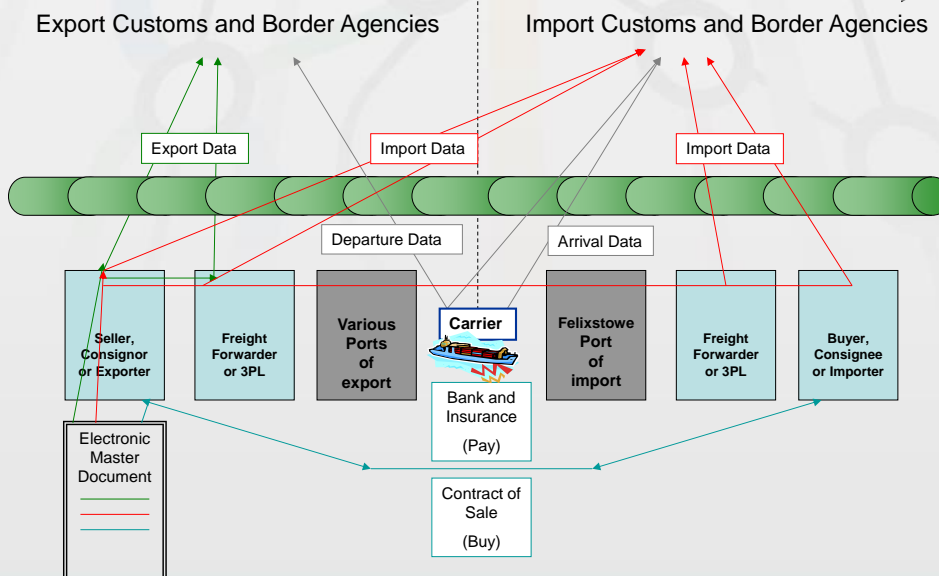 Export Customs and Border Agencies
Import Customs and Border Agencies
Export Data
Import Data
Import Data
Departure Data
Arrival Data
Seller,
Consignor
or Exporter
Freight
Forwarder
or 3PL
Various
Ports
of
export
Carrier
Felixstowe
Port
of
import
Freight
Forwarder
or 3PL
Buyer,
Consignee
or Importer
Bank and
Insurance
(Pay)
Electronic
Master
Document
Contract of
Sale
(Buy)